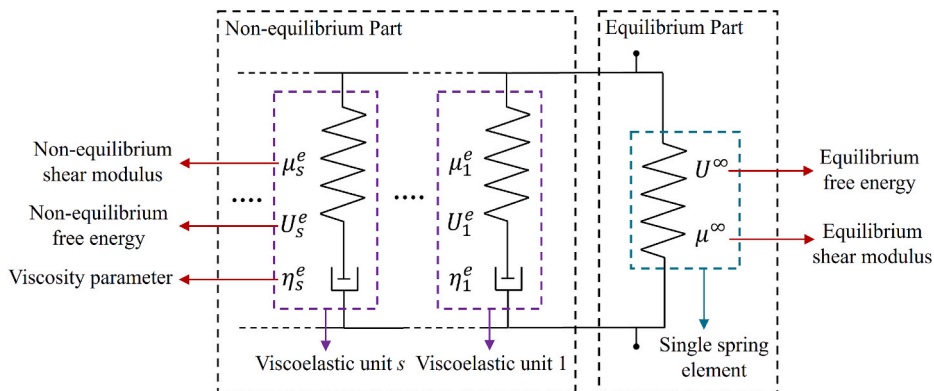 Non-equilibrium Part
Equilibrium Part
Non-equilibrium
shear modulus
μ_s^e
μ_1^e
U^∞
Equilibrium
free energy
....
....
Non-equilibrium
free energy
U_s^e
U_1^e
μ^∞
Equilibrium
shear modulus
Viscosity parameter
η_s^e
η_1^e
Viscoelastic unit s
Viscoelastic unit 1
Single spring
element